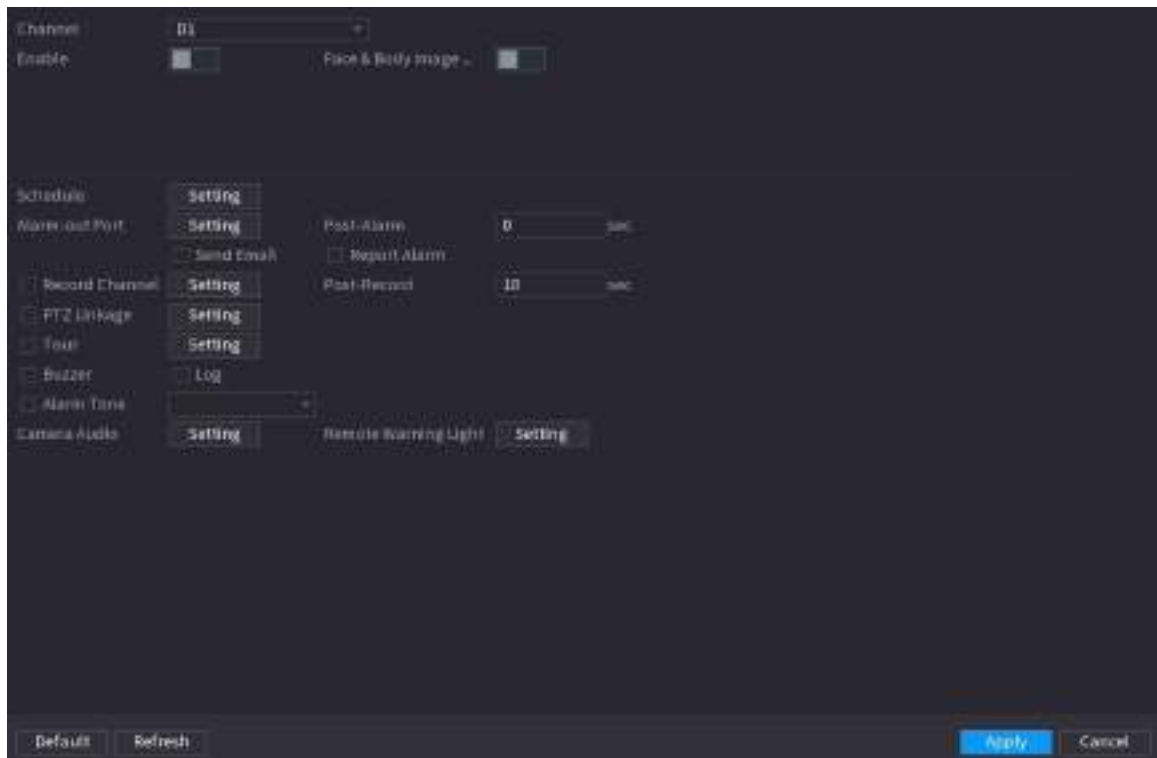 Channel D1
Enable Face & Body Image ..
Schedule Setting
Alarm-out Port Setting Post-Alarm 0 sec
Send Email Report Alarm
Record Channel Setting Post-Record 10 sec
PTZ Linkage Setting
Tour Setting
Buzzer Log
Alarm Tone
Camera Audio Setting Remote Warning Light Setting
Default Refresh Apply Cancel